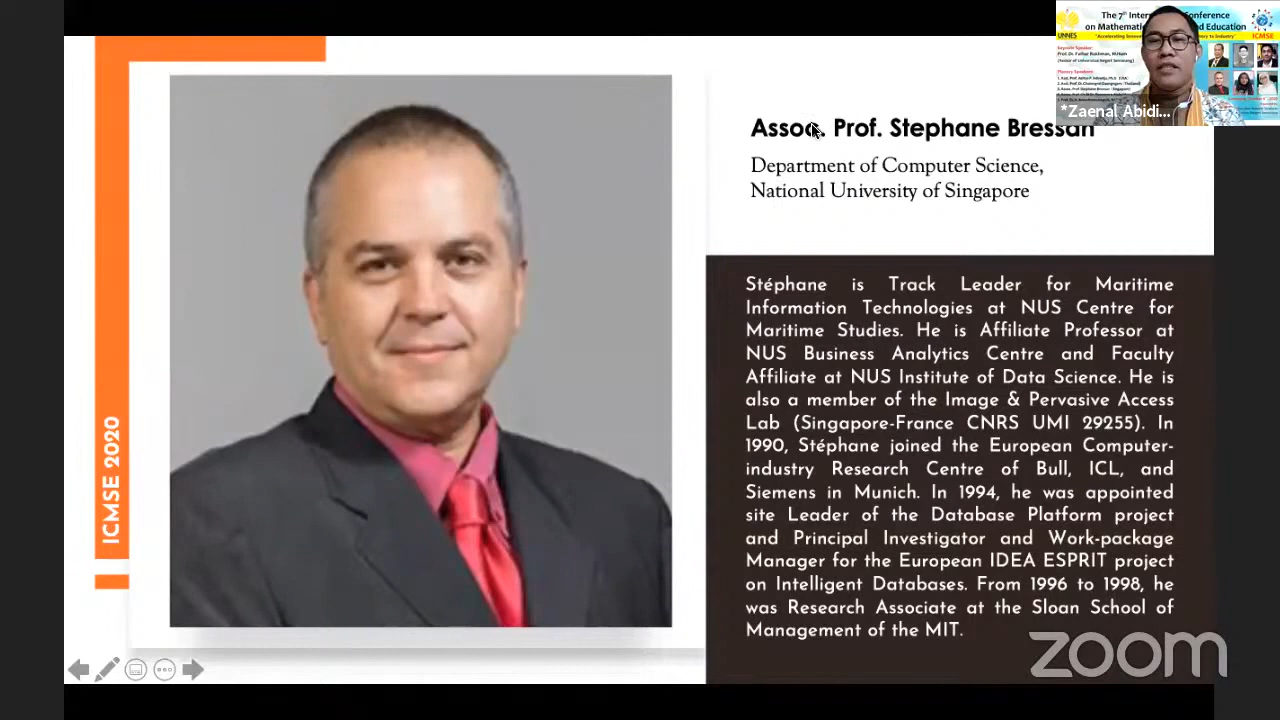 Assoc. Prof. Stephane Bressan
Department of Computer Science,
National University of Singapore
Stéphane is Track Leader for Maritime
Information Technologies at NUS Centre for
Maritime Studies. He is Affiliate Professor at
NUS Business Analytics Centre and Faculty
Affiliate at NUS Institute of Data Science. He is
also a member of the Image & Pervasive Access
Lab (Singapore-France CNRS UMI 29255). In
1990, Stéphane joined the European Computer-
industry Research Centre of Bull, ICL, and
Siemens in Munich. In 1994, he was appointed
site Leader of the Database Platform project
and Principal Investigator and Work-package
Manager for the European IDEA ESPRIT project
on Intelligent Databases. From 1996 to 1998, he
was Research Associate at the Sloan School of
Management of the MIT.
ICMSE 2020
The 7th Conference
on Mathema Education
UNNES
ICMSE
*Zaenal Abidi...
zoom